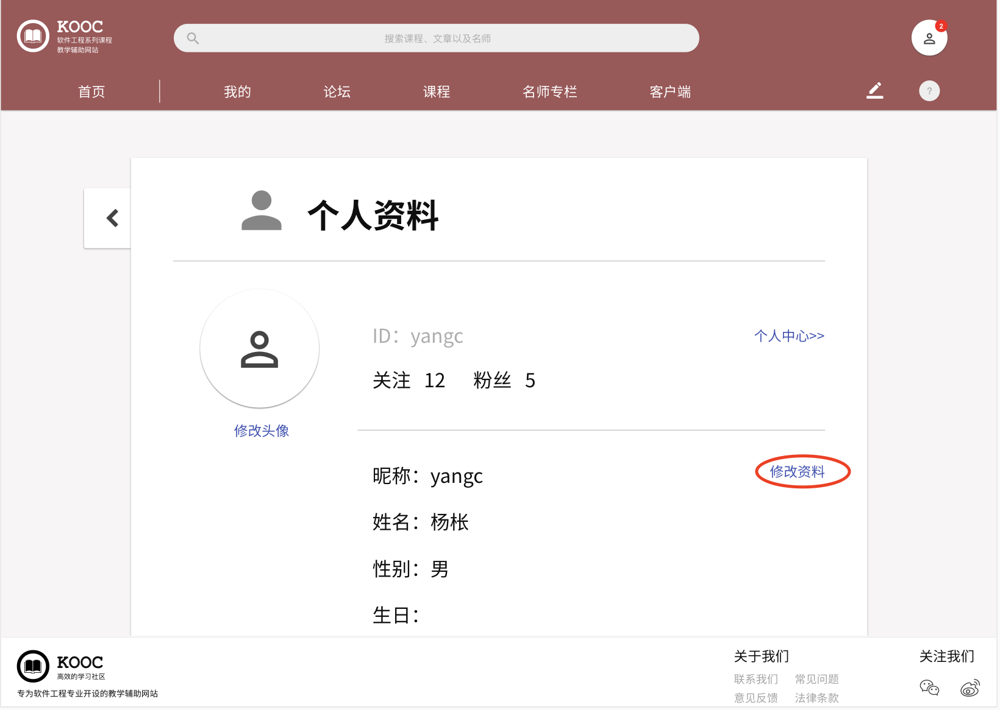 KOOC
软件工程系列课程
教学辅助网站
搜索课程、文章以及名师
2
首页
我的
论坛
课程
名师专栏
客户端
?
个人资料
ID：yangc
个人中心>>
关注 12 粉丝 5
修改头像
修改资料
昵称：yangc
姓名：杨枨
性别：男
生日：
KOOC
高效的学习社区
专为软件工程专业开设的教学辅助网站
关于我们
联系我们 常见问题
意见反馈 法律条款
关注我们